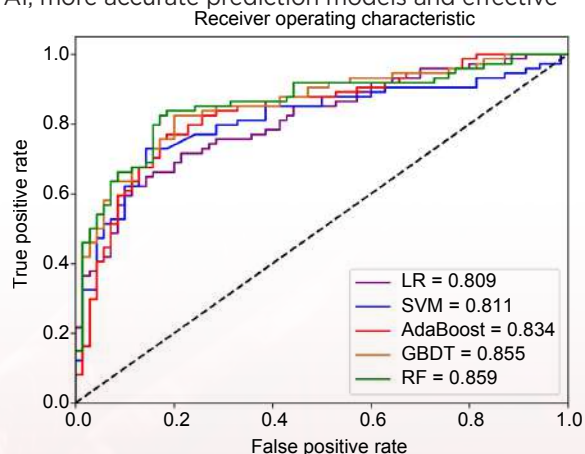 AI, more accurate prediction models and effective
Receiver operating characteristic
1.0
0.8
0.6
0.4
0.2
0.0
True positive rate
LR = 0.809
SVM = 0.811
AdaBoost = 0.834
GBDT = 0.855
RF = 0.859
0.0 0.2 0.4 0.6 0.8 1.0
False positive rate